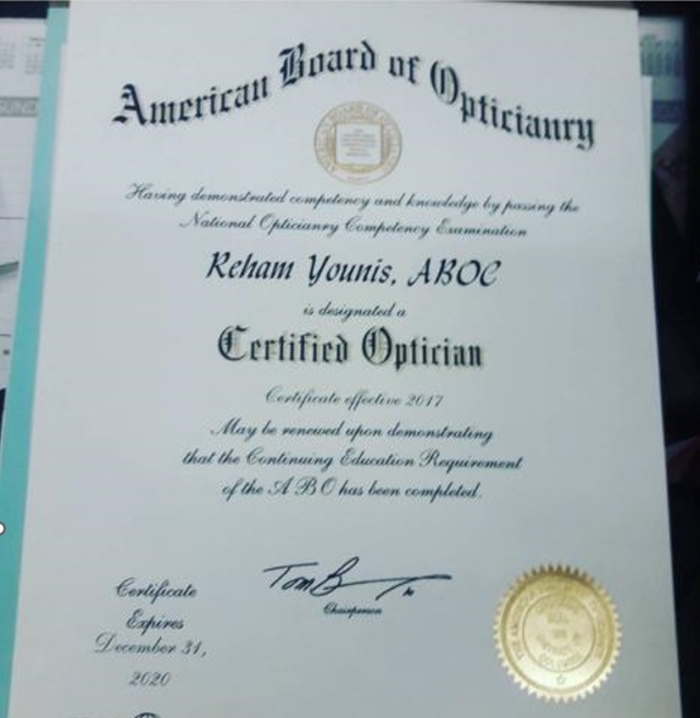 American Board of Opticianry
Having demonstrated competency and knowledge by passing the
National Opticianry Competency Examination
Reham Younis, ABOC
is designated a
Certified Optician
Certificate effective 2017
May be renewed upon demonstrating
that the Continuing Education Requirement
of the ABO has been completed.
Chairperson
Certificate
Expires
December 31,
2020